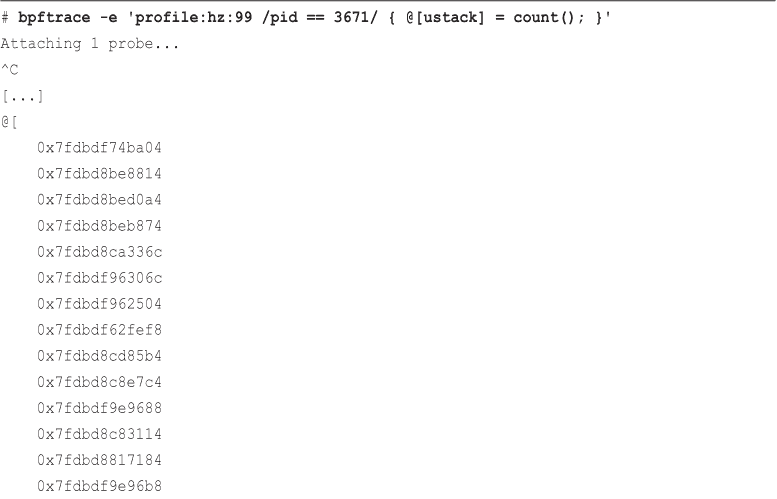 # bpftrace -e 'profile:hz:99 /pid == 3671/ { @[ustack] = count(); }'
Attaching 1 probe...
^C
[...]
@[
    0x7fdbdf74ba04
    0x7fdbd8be8814
    0x7fdbd8bed0a4
    0x7fdbd8beb874
    0x7fdbd8ca336c
    0x7fdbdf96306c
    0x7fdbdf962504
    0x7fdbdf62fef8
    0x7fdbd8cd85b4
    0x7fdbd8c8e7c4
    0x7fdbdf9e9688
    0x7fdbd8c83114
    0x7fdbd8817184
    0x7fdbdf9e96b8